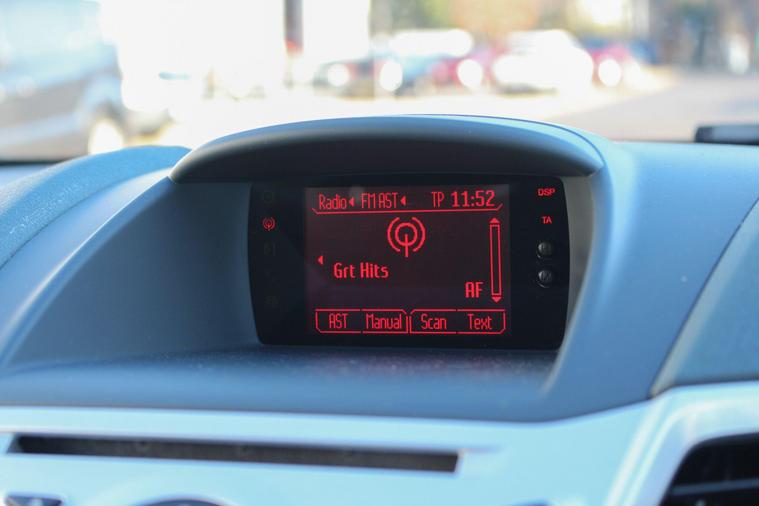 Radio FM AST TP 11:52
DSP
TA
Grt Hits
AF
AST Manual Scan Text